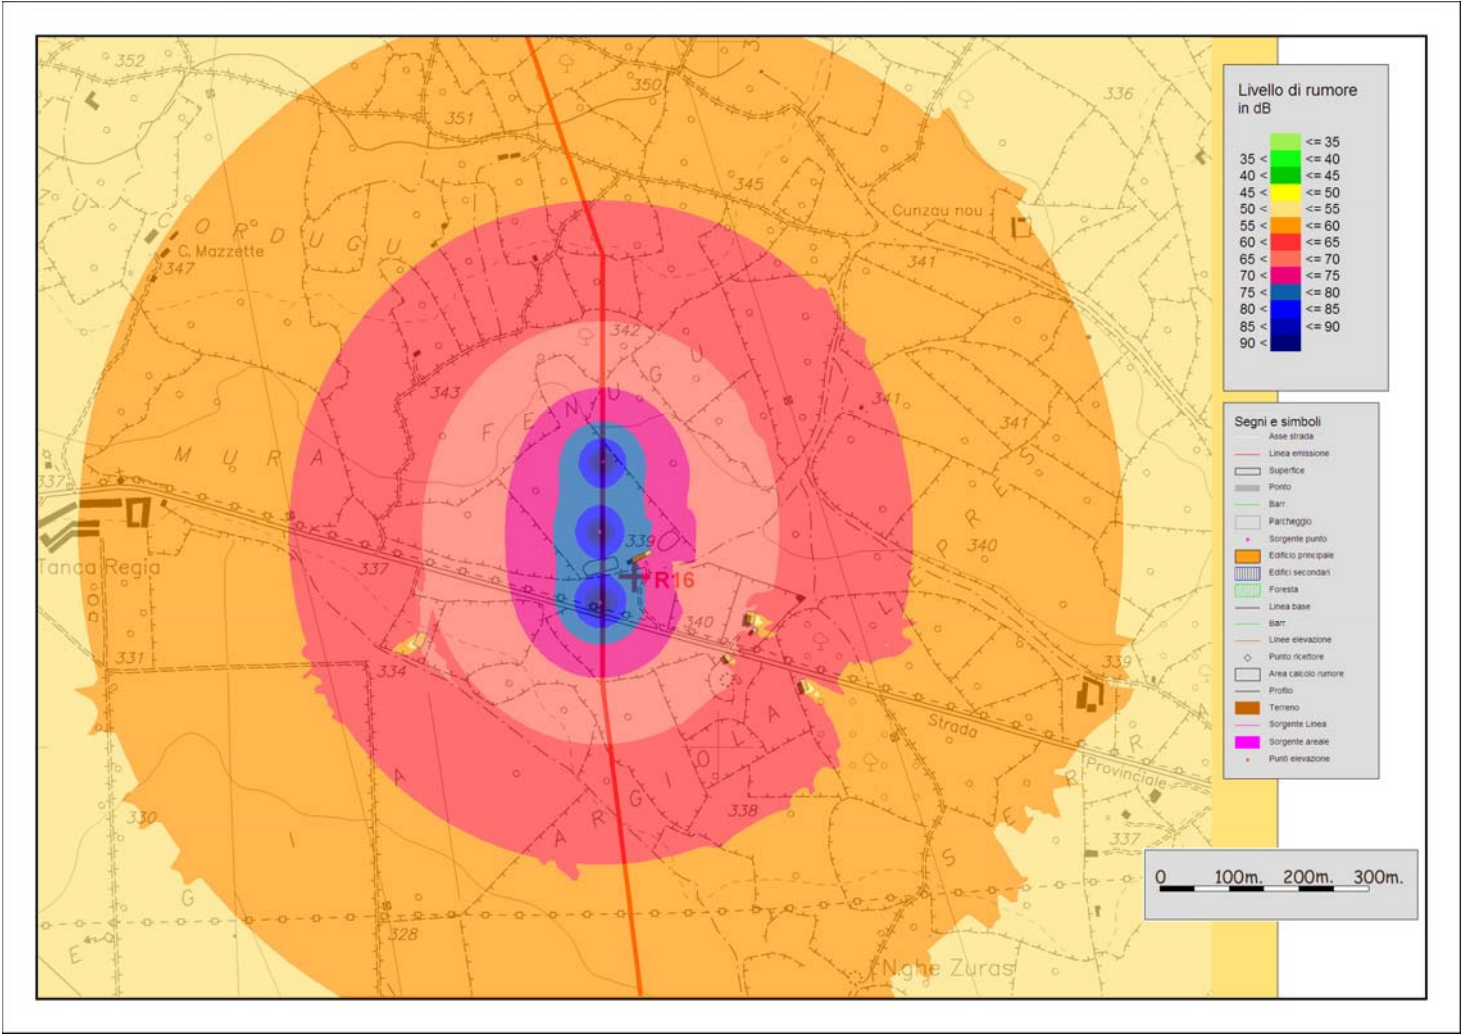 352
350
336
351
345
Cunzau nou
CORDUGU
C. Mazzette
347
341
342
343
FENUGU
341
341
MURA
337
339
340
Tanca Regia
337
R16
340
331
334
339
Strada
Provinciale
ARGIOLA
338
330
337
G
I
A
S
E
R
R
A
328
E
Nghe Zuras
Livello di rumore
in dB
<= 35
35 < <= 40
40 < <= 45
45 < <= 50
50 < <= 55
55 < <= 60
60 < <= 65
65 < <= 70
70 < <= 75
75 < <= 80
80 < <= 85
85 < <= 90
90 <
Segni e simboli
Asse strada
Linea emissione
Superfice
Ponto
Barr
Parcheggio
Sorgente punto
Edificio principale
Edifici secondari
Foresta
Linea base
Barr
Linee elevazione
Punto ricettore
Area calcolo rumore
Profilo
Terreno
Sorgente Linea
Sorgente areale
Punti elevazione
0 100m. 200m. 300m.